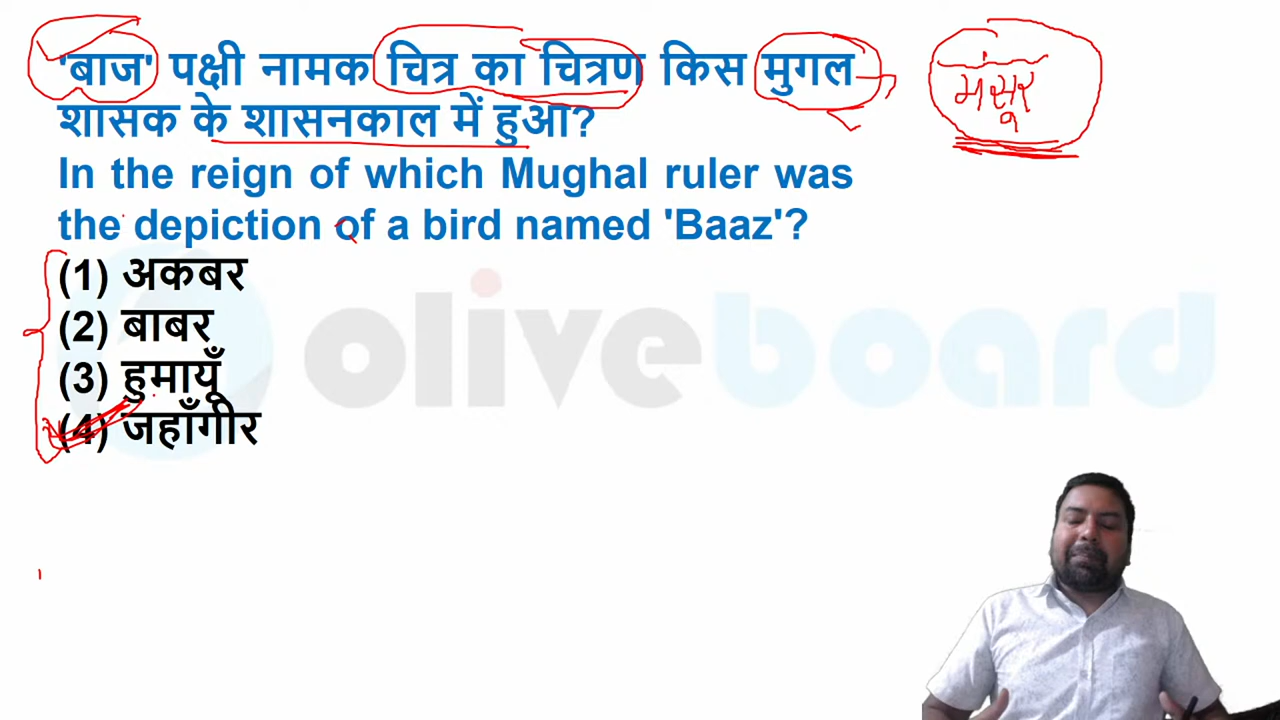 'बाज' पक्षी नामक चित्र का चित्रण किस मुगल
शासक के शासनकाल में हुआ?
मंसूर
In the reign of which Mughal ruler was
the depiction of a bird named 'Baaz'?
(1) अकबर
(2) बाबर
(3) हुमायूँ
(4) जहाँगीर
oliveboard